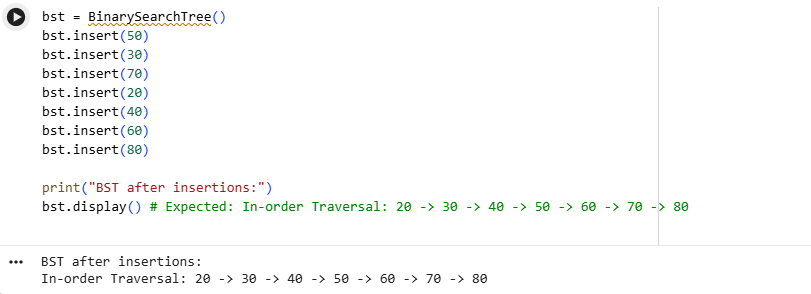 bst = BinarySearchTree()
bst.insert(50)
bst.insert(30)
bst.insert(70)
bst.insert(20)
bst.insert(40)
bst.insert(60)
bst.insert(80)
print("BST after insertions:")
bst.display() # Expected: In-order Traversal: 20 -> 30 -> 40 -> 50 -> 60 -> 70 -> 80
BST after insertions:
In-order Traversal: 20 -> 30 -> 40 -> 50 -> 60 -> 70 -> 80